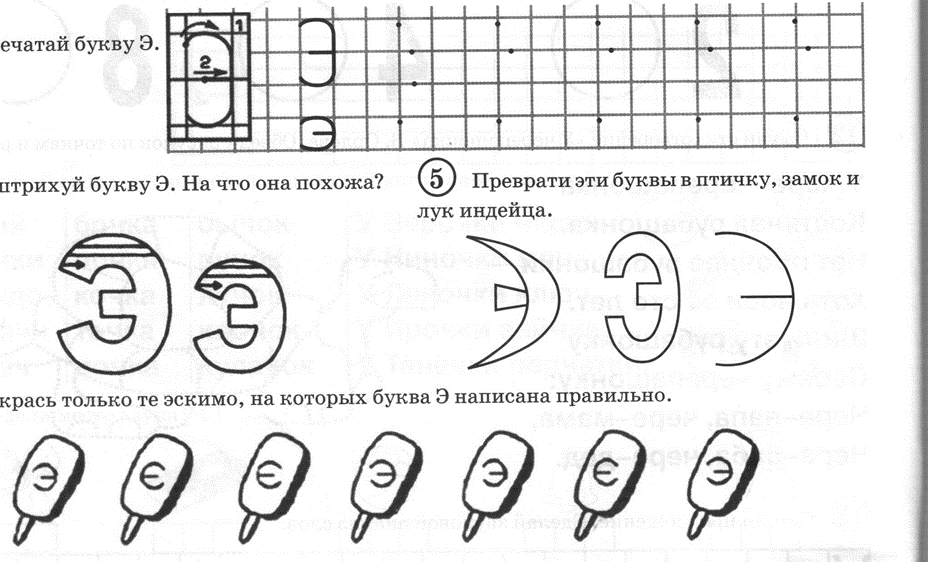 ечатай букву Э.
1
2
Э
Э
птрихуй букву Э. На что она похожа?
5 Преврати эти буквы в птичку, замок и
лук индейца.
Э Э Э Э
крась только те эскимо, на которых буква Э написана правильно.
Э Є Є Э Э Є Э